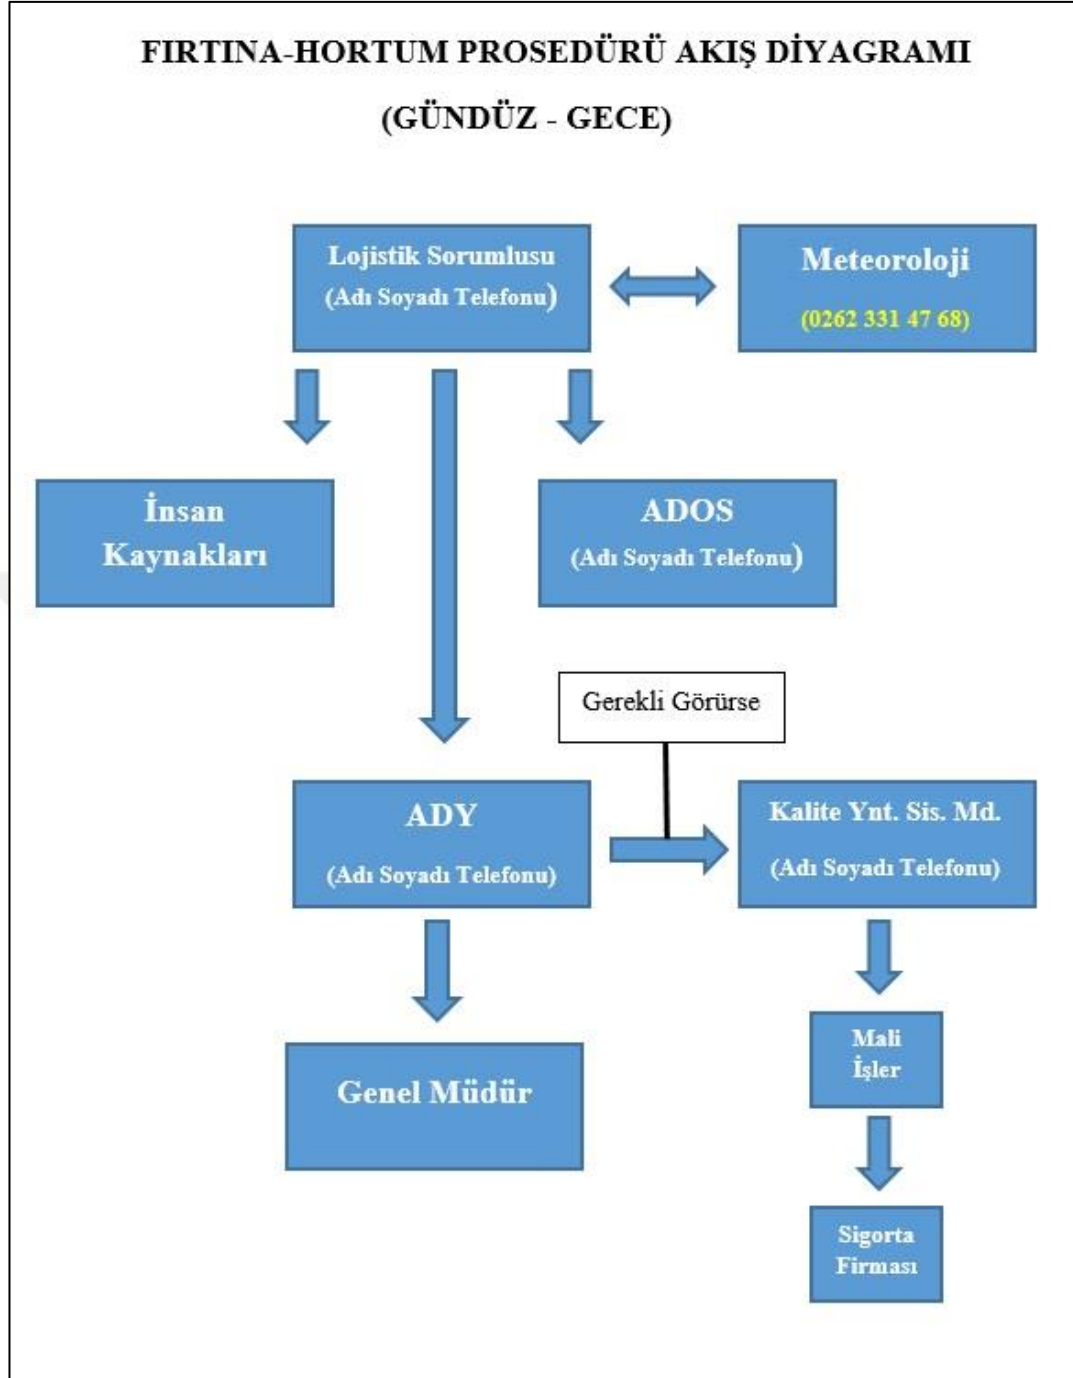 FIRTINA-HORTUM PROSEDÜRÜ AKIŞ DİYAGRAMI
(GÜNDÜZ - GECE)
Lojistik Sorumlusu
(Adı Soyadı Telefonu)
Meteoroloji
(0262 331 47 68)
İnsan
Kaynakları
ADOS
(Adı Soyadı Telefonu)
Gerekli Görürse
ADY
(Adı Soyadı Telefonu)
Kalite Ynt. Sis. Md.
(Adı Soyadı Telefonu)
Genel Müdür
Mali
İşler
Sigorta
Firması